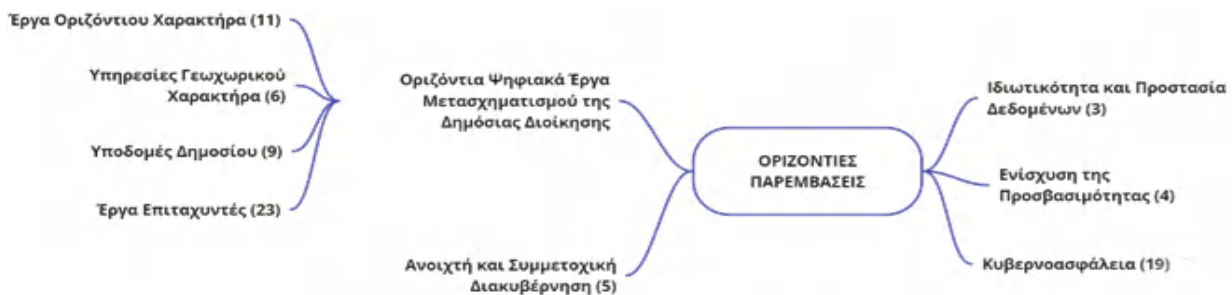 Έργα Οριζόντιου Χαρακτήρα (11)
Υπηρεσίες Γεωχωρικού
Χαρακτήρα (6)
Υποδομές Δημοσίου (9)
Έργα Επιταχυντές (23)
Οριζόντια Ψηφιακά Έργα
Μετασχηματισμού της
Δημόσιας Διοίκησης
Ανοιχτή και Συμμετοχική
Διακυβέρνηση (5)
ΟΡΙΖΟΝΤΙΕΣ
ΠΑΡΕΜΒΑΣΕΙΣ
Ιδιωτικότητα και Προστασία
Δεδομένων (3)
Ενίσχυση της
Προσβασιμότητας (4)
Κυβερνοασφάλεια (19)